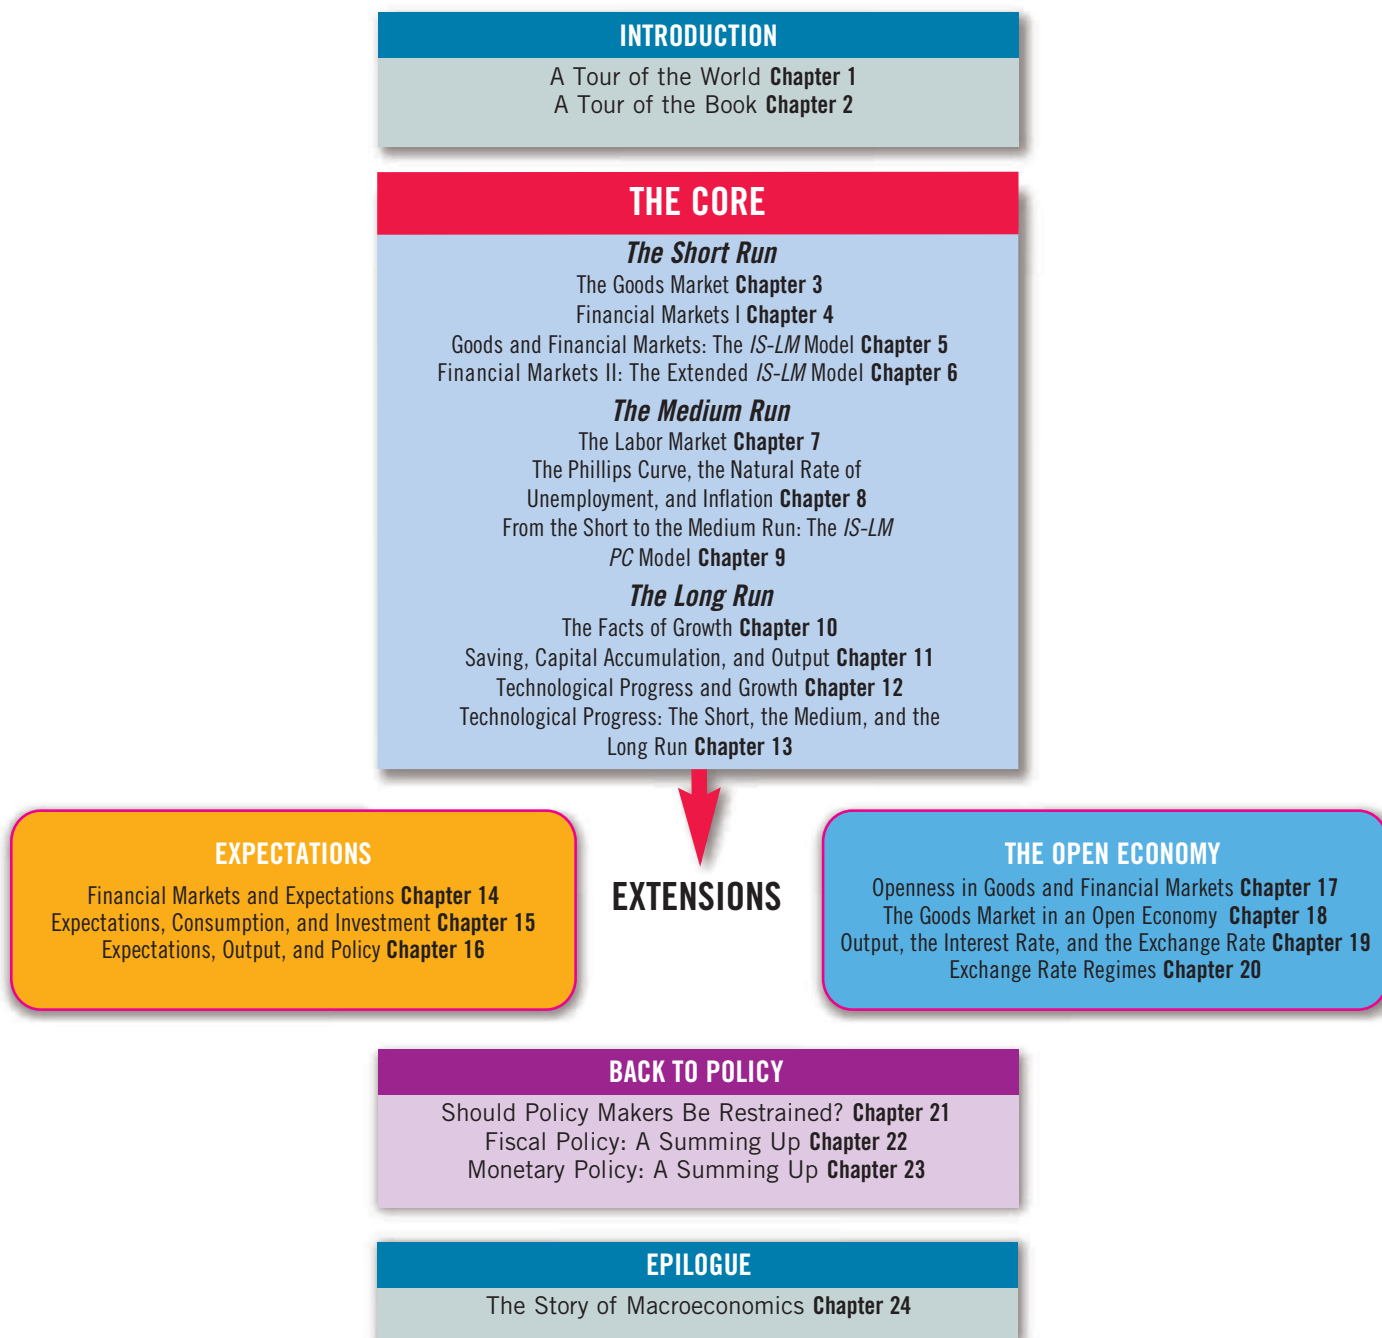 INTRODUCTION
A Tour of the World Chapter 1
A Tour of the Book Chapter 2
THE CORE
The Short Run
The Goods Market Chapter 3
Financial Markets I Chapter 4
Goods and Financial Markets: The IS-LM Model Chapter 5
Financial Markets II: The Extended IS-LM Model Chapter 6
The Medium Run
The Labor Market Chapter 7
The Phillips Curve, the Natural Rate of
Unemployment, and Inflation Chapter 8
From the Short to the Medium Run: The IS-LM
PC Model Chapter 9
The Long Run
The Facts of Growth Chapter 10
Saving, Capital Accumulation, and Output Chapter 11
Technological Progress and Growth Chapter 12
Technological Progress: The Short, the Medium, and the
Long Run Chapter 13
EXPECTATIONS
Financial Markets and Expectations Chapter 14
Expectations, Consumption, and Investment Chapter 15
Expectations, Output, and Policy Chapter 16
EXTENSIONS
THE OPEN ECONOMY
Openness in Goods and Financial Markets Chapter 17
The Goods Market in an Open Economy Chapter 18
Output, the Interest Rate, and the Exchange Rate Chapter 19
Exchange Rate Regimes Chapter 20
BACK TO POLICY
Should Policy Makers Be Restrained? Chapter 21
Fiscal Policy: A Summing Up Chapter 22
Monetary Policy: A Summing Up Chapter 23
EPILOGUE
The Story of Macroeconomics Chapter 24